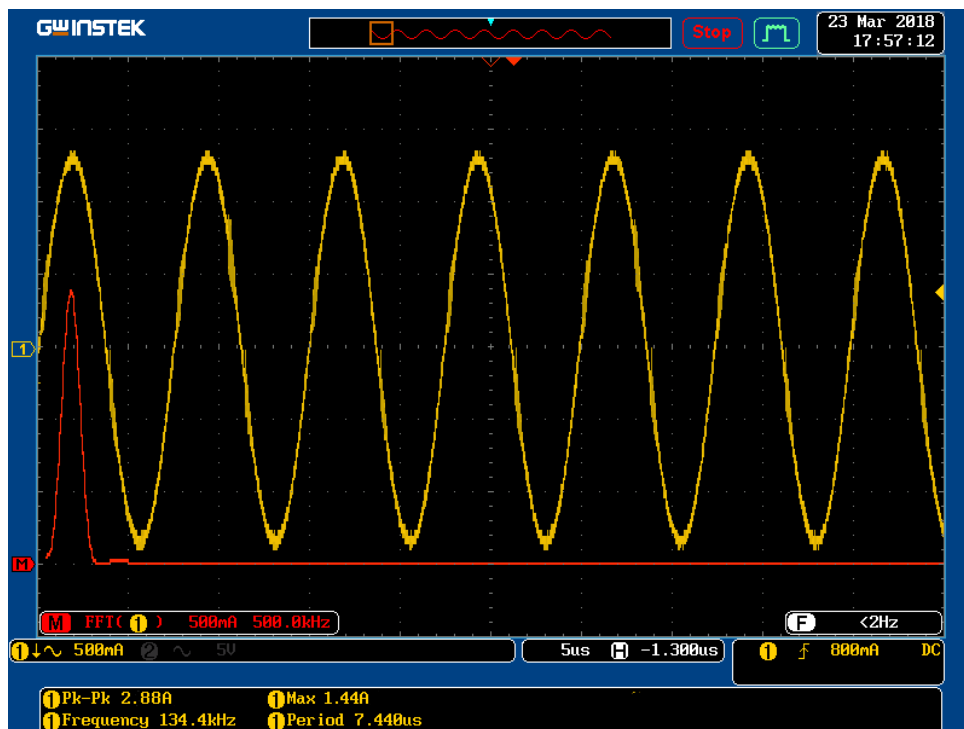 GWINSTEK
Stop
23 Mar 2018
17:57:12
1
M
M FFT( 1 ) 500mA 500.0kHz
F <2Hz
1 500mA 2 5V
5us H -1.300us
1 800mA DC
1 Pk-Pk 2.88A 1 Max 1.44A
1 Frequency 134.4kHz 1 Period 7.440us